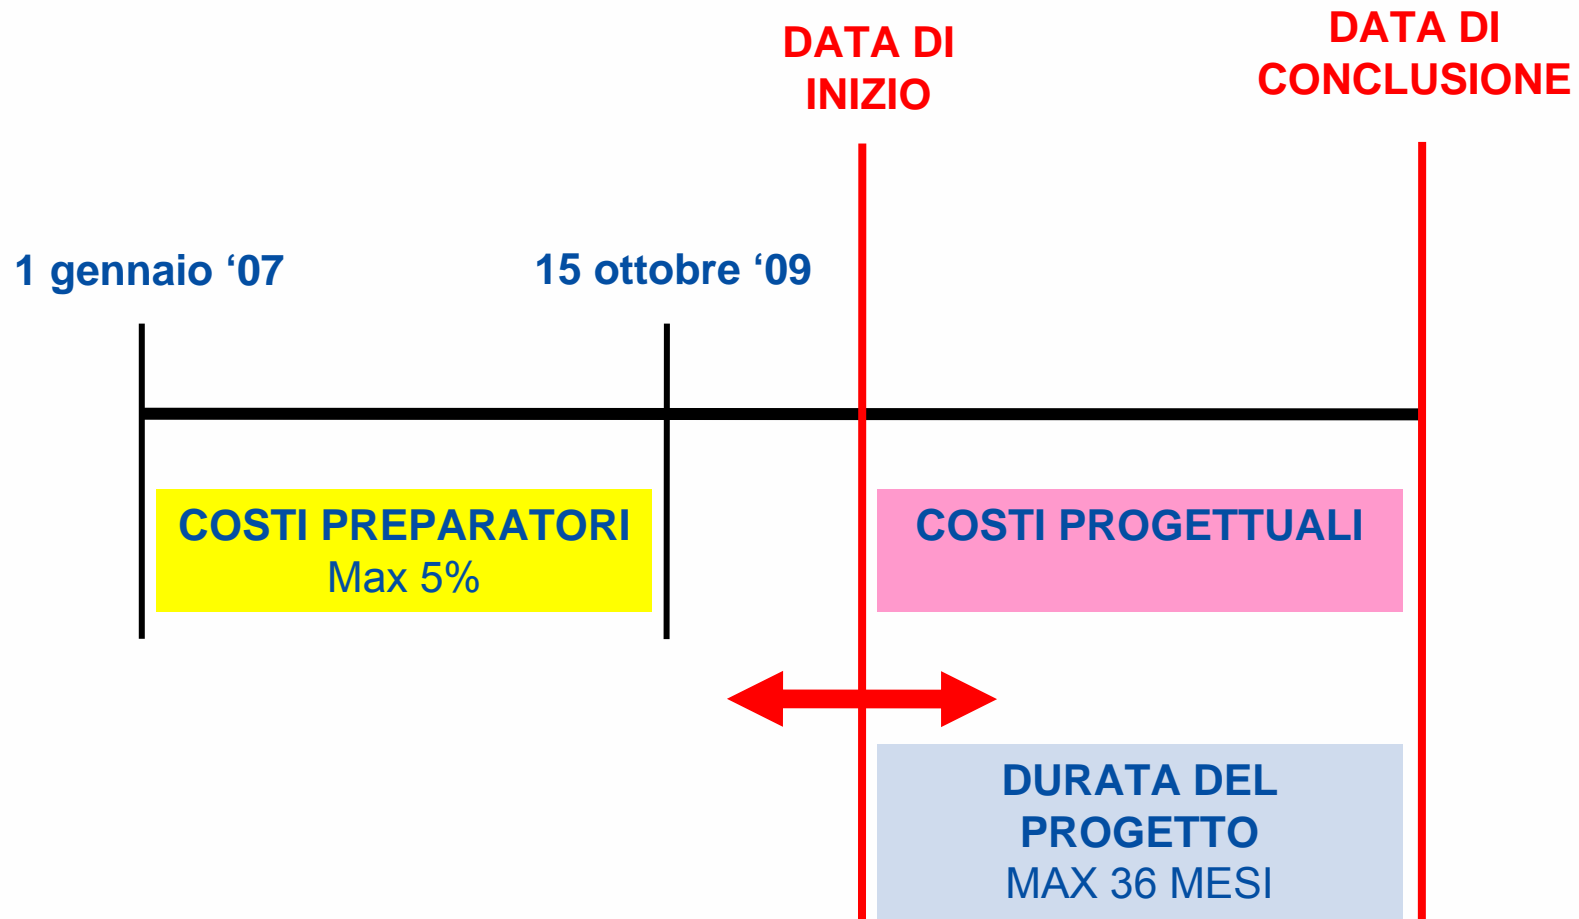 DATA DI
INIZIO
DATA DI
CONCLUSIONE
1 gennaio ‘07
15 ottobre ‘09
COSTI PREPARATORI
Max 5%
COSTI PROGETTUALI
DURATA DEL
PROGETTO
MAX 36 MESI